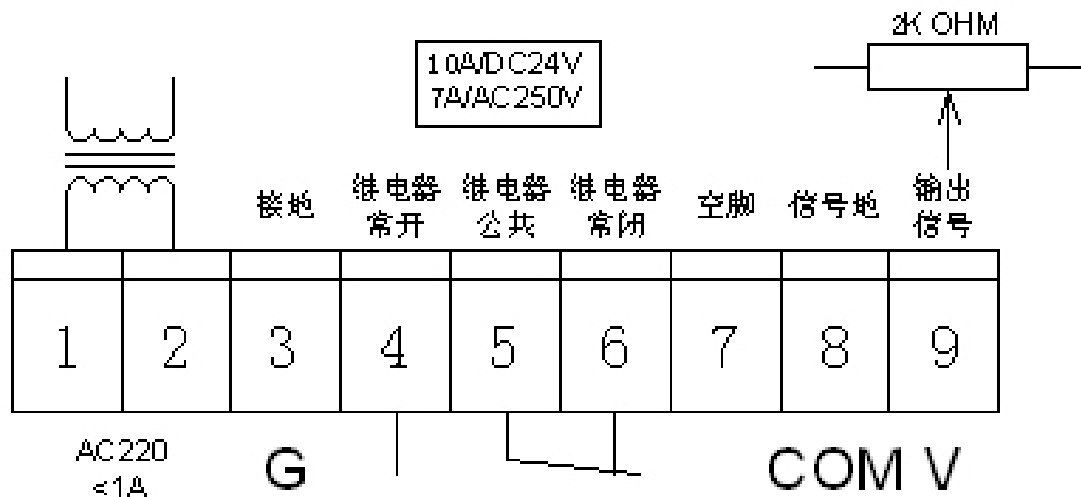 2K OHM
10A/DC24V
7A/AC250V
接地
继电器
常开
继电器
公共
继电器
常闭
空脚
信号地
输出
信号
1 2 3 4 5 6 7 8 9
AC220
<1A
G
COM V